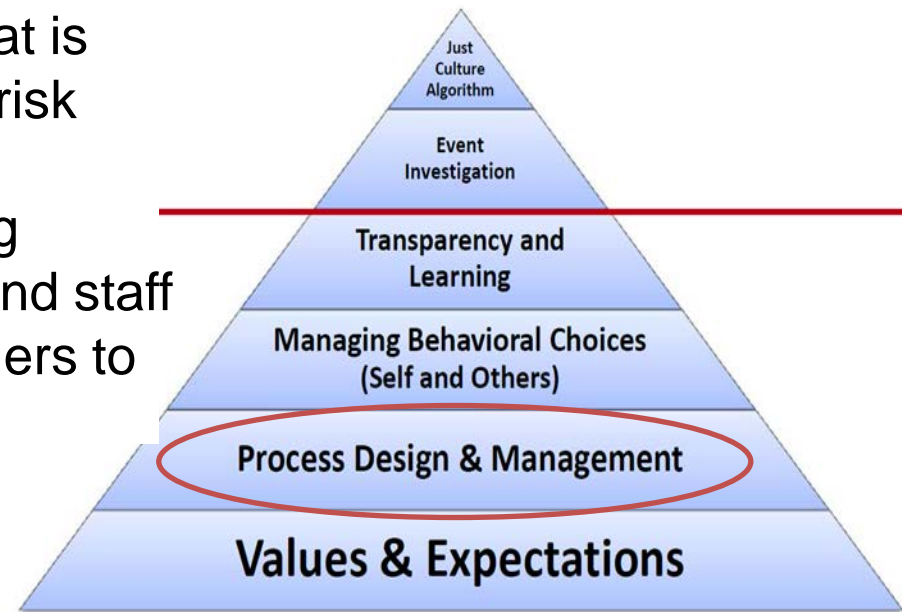 at is
risk
g
nd staff
ers to
Just
Culture
Algorithm
Event
Investigation
Transparency and
Learning
Managing Behavioral Choices
(Self and Others)
Process Design & Management
Values & Expectations